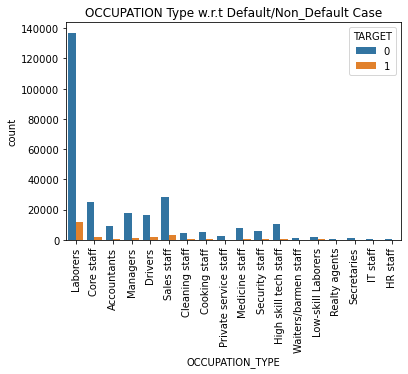 OCCUPATION Type w.r.t Default/Non_Default Case
TARGET
0
1
140000
120000
100000
80000
60000
40000
20000
0
count
Laborers
Core staff
Accountants
Managers
Drivers
Sales staff
Cleaning staff
Cooking staff
Private service staff
Medicine staff
Security staff
High skill tech staff
Waiters/barmen staff
Low-skill Laborers
Realty agents
Secretaries
IT staff
HR staff
OCCUPATION_TYPE